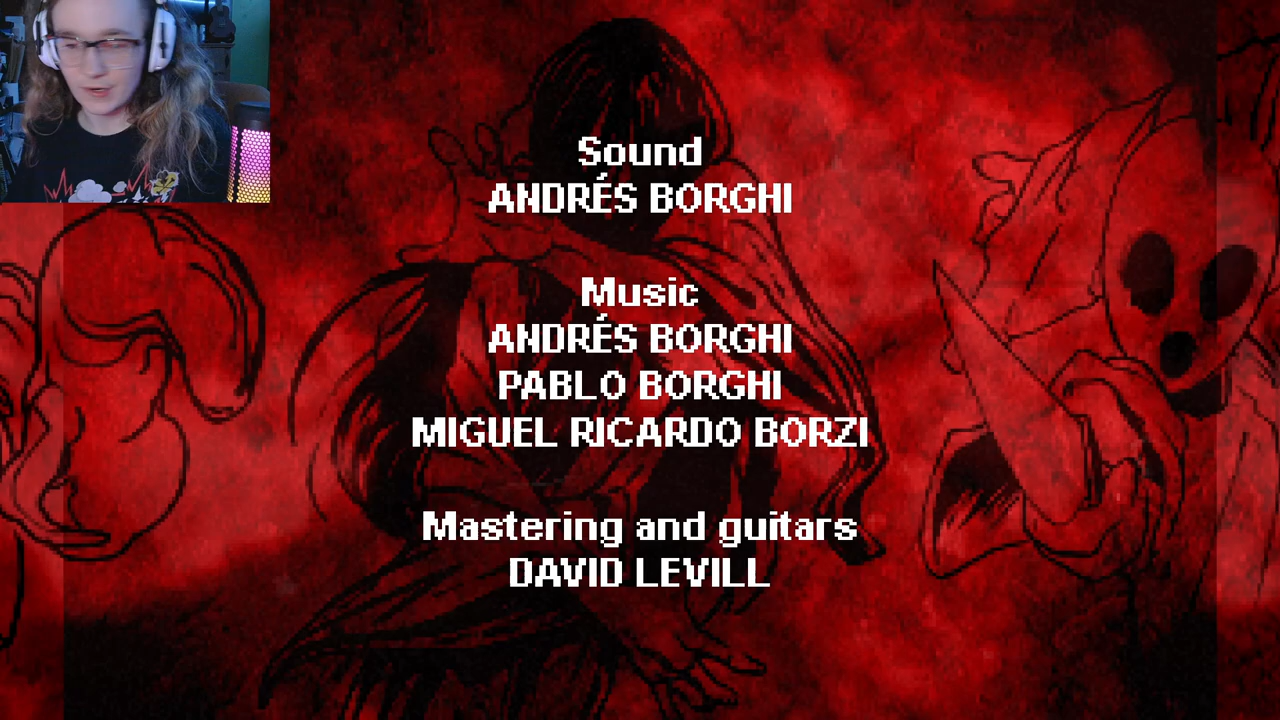 Sound
ANDRÉS BORGHI
Music
ANDRÉS BORGHI
PABLO BORGHI
MIGUEL RICARDO BORZI
Mastering and guitars
DAVID LEVILL